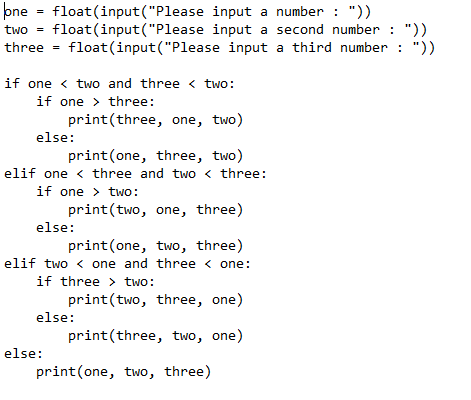 one = float(input("Please input a number : "))
two = float(input("Please input a second number : "))
three = float(input("Please input a third number : "))

if one < two and three < two:
    if one > three:
        print(three, one, two)
    else:
        print(one, three, two)
elif one < three and two < three:
    if one > two:
        print(two, one, three)
    else:
        print(one, two, three)
elif two < one and three < one:
    if three > two:
        print(two, three, one)
    else:
        print(three, two, one)
else:
    print(one, two, three)